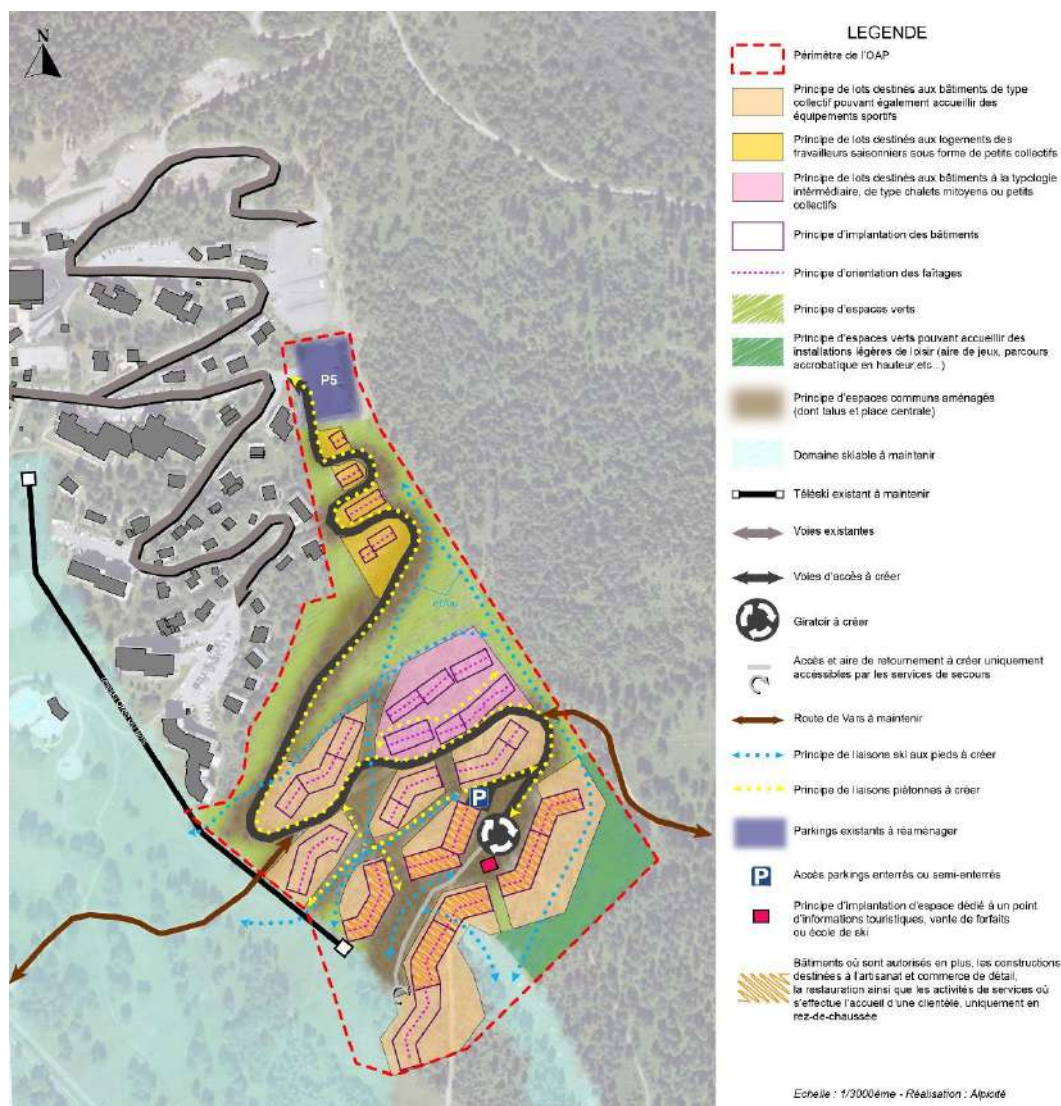 N
P5
P
LEGENDE
Périmètre de l'OAP
Principe de lots destinés aux bâtiments de type
collectif pouvant également accueillir des
équipements sportifs
Principe de lots destinés aux logements des
travailleurs saisonniers sous forme de petits collectifs
Principe de lots destinés aux bâtiments à la typologie
intérmédiaire, de type chalets mitoyens ou petits
collectifs
Principe d'implantation des bâtiments
Principe d'orientation des faîtages
Principe d'espaces verts
Principe d'espaces verts pouvant accueillir des
installations légères de loisir (aire de jeux, parcours
accrobatique en hauteur,etc...)
Principe d'espaces communs aménagés
(dont talus et place centrale)
Domaine skiable à maintenir
Téléski existant à maintenir
Voies existantes
Voies d'accès à créer
Giratoir à créer
Accès et aire de retournement à créer uniquement
accéssibles par les services de secours
Route de Vars à maintenir
Principe de liaisons ski aux pieds à créer
Principe de liaisons piétonnes à créer
Parkings existants à réaménager
P
Accès parkings enterrés ou semi-enterrés
Principe d'implantation d'espace dédié à un point
d'informations touristiques, vente de forfaits
ou école de ski
Bâtiments où sont autorisés en plus, les constructions
destinées à l'artisanat et commerce de détail,
la restauration ainsi que les activités de services où
s'effectue l'accueil d'une clientèle, uniquement en
rez-de-chaussée
Echelle : 1/3000ème - Réalisation : Alpicité